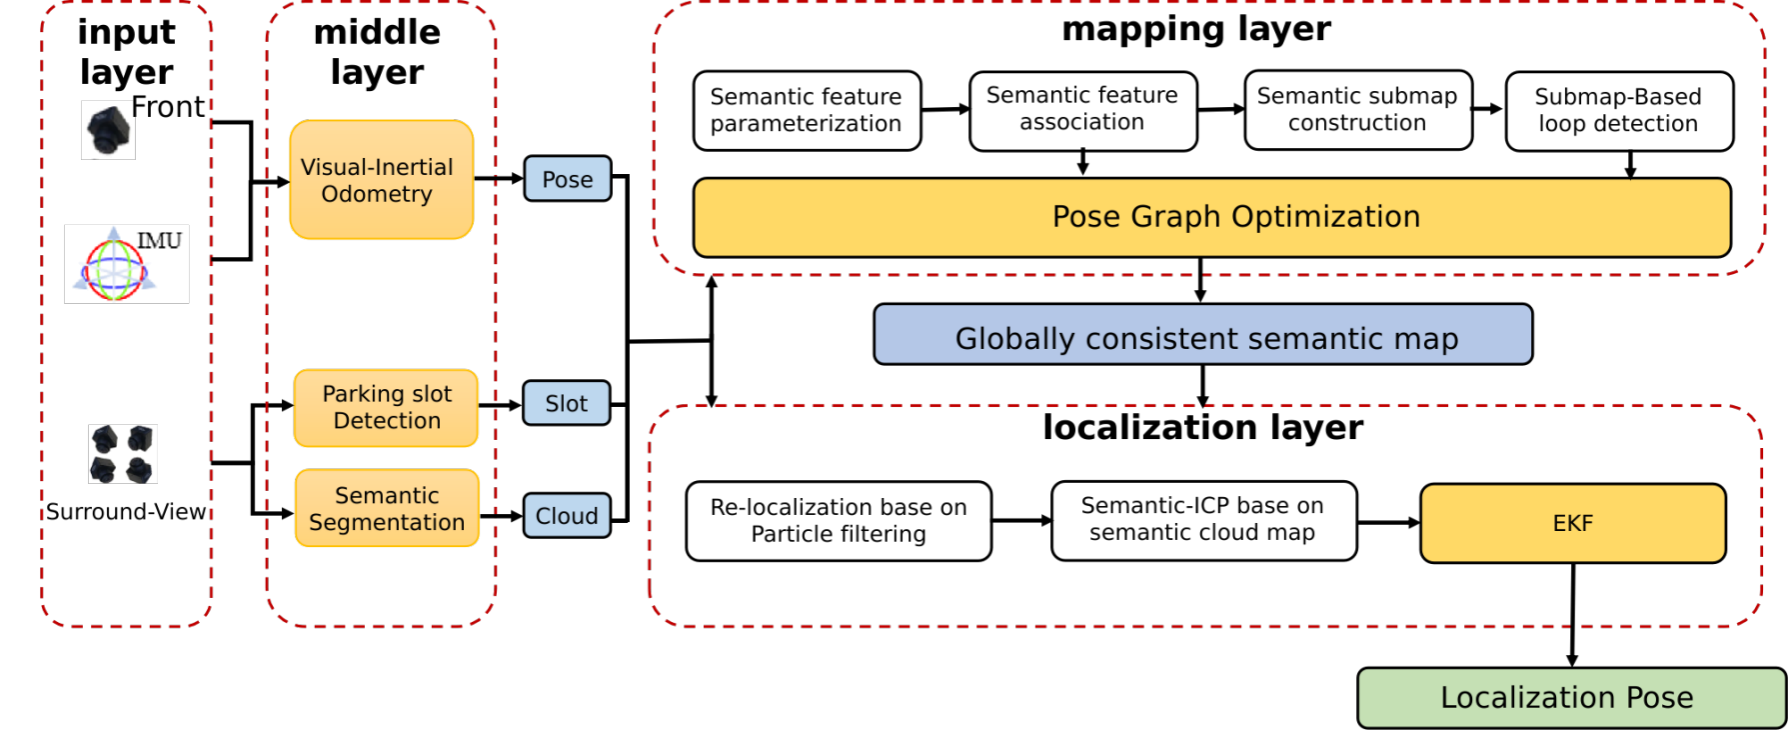 input
layer
Front
IMU
Surround-View
middle
layer
Visual-Inertial
Odometry
Parking slot
Detection
Semantic
Segmentation
Pose
Slot
Cloud
mapping layer
Semantic feature
parameterization
Semantic feature
association
Semantic submap
construction
Submap-Based
loop detection
Pose Graph Optimization
Globally consistent semantic map
localization layer
Re-localization base on
Particle filtering
Semantic-ICP base on
semantic cloud map
EKF
Localization Pose